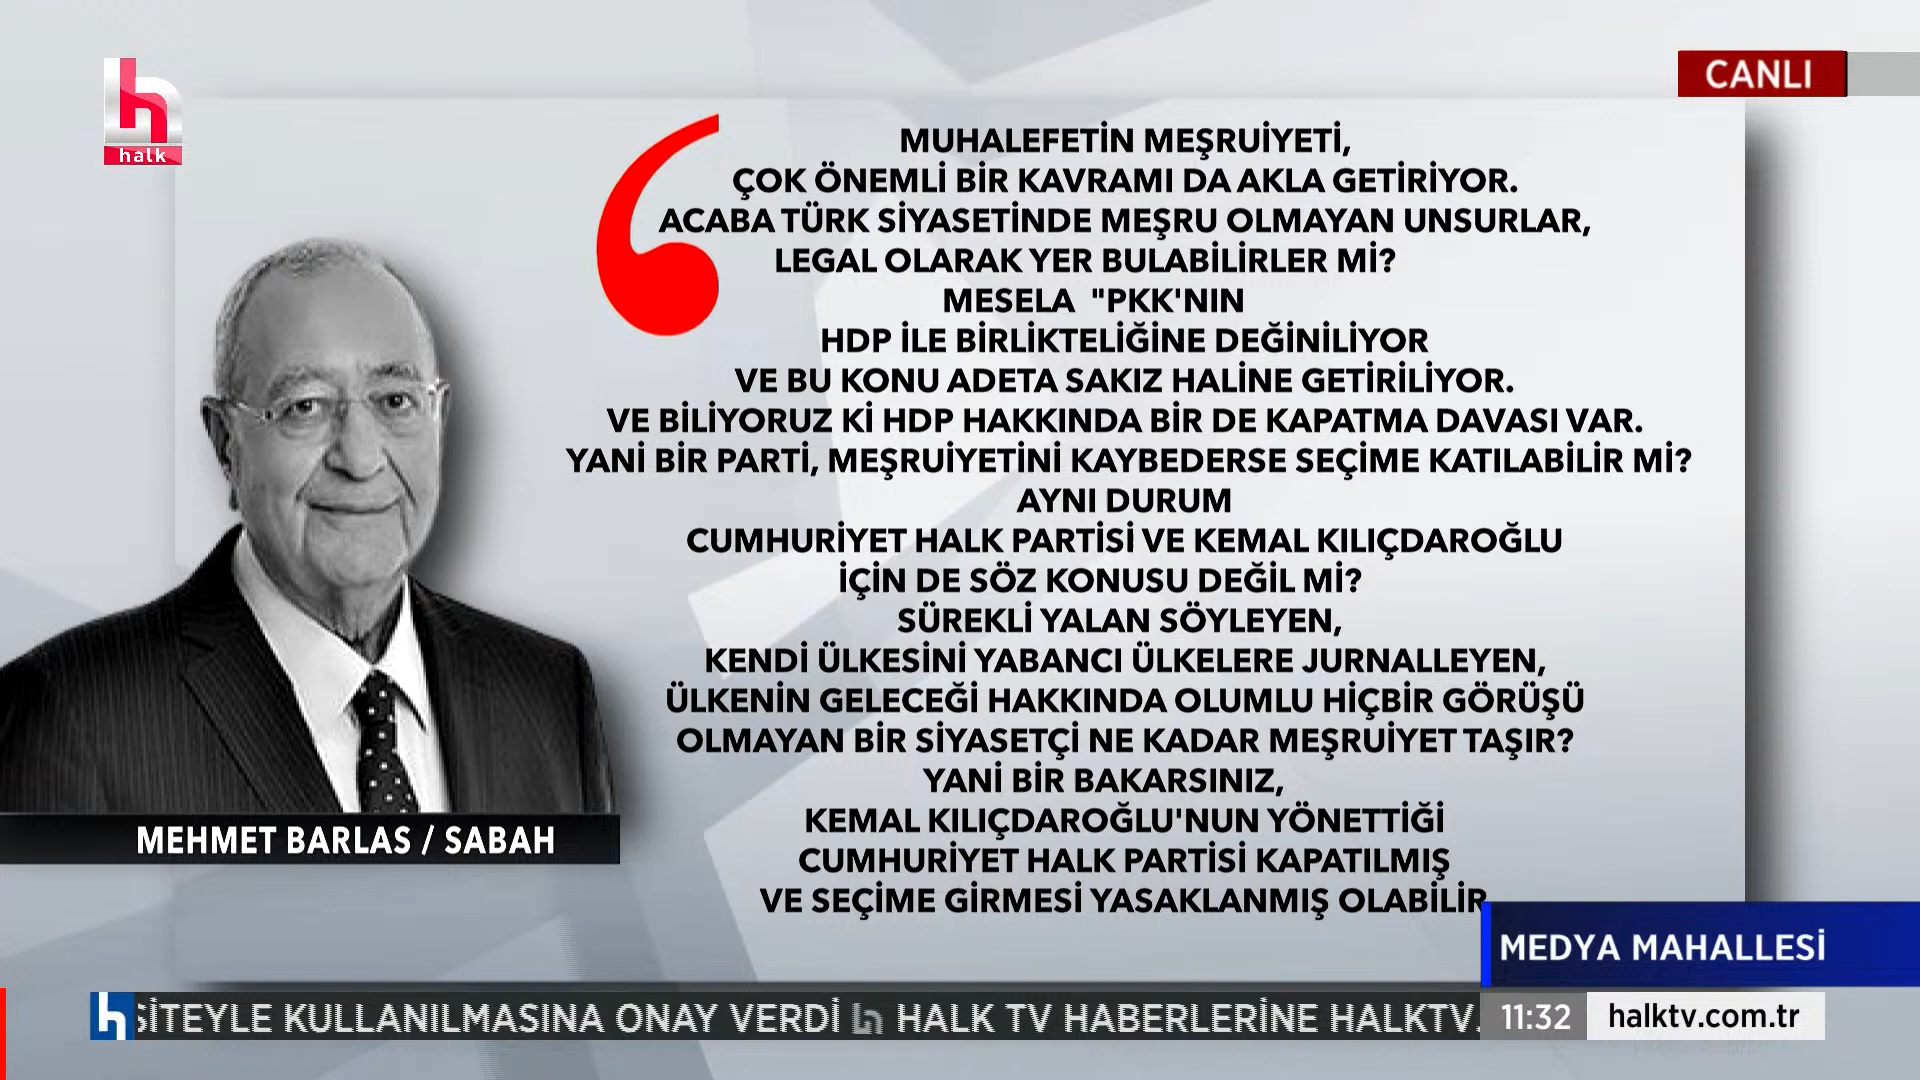 halk
CANLI
MUHALEFETİN MEŞRUİYETİ,
ÇOK ÖNEMLİ BİR KAVRAMI DA AKLA GETİRİYOR.
ACABA TÜRK SİYASETİNDE MEŞRU OLMAYAN UNSURLAR,
LEGAL OLARAK YER BULABİLİRLER Mİ?
MESELA "PKK'NIN
HDP İLE BİRLİKTELİĞİNE DEĞİNİLİYOR
VE BU KONU ADETA SAKIZ HALİNE GETİRİLİYOR.
VE BİLİYORUZ Kİ HDP HAKKINDA BİR DE KAPATMA DAVASI VAR.
YANİ BİR PARTİ, MEŞRUİYETİNİ KAYBEDERSE SEÇİME KATILABİLİR Mİ?
AYNI DURUM
CUMHURİYET HALK PARTİSİ VE KEMAL KILIÇDAROĞLU
İÇİN DE SÖZ KONUSU DEĞİL Mİ?
SÜREKLİ YALAN SÖYLEYEN,
KENDİ ÜLKESİNİ YABANCI ÜLKELERE JURNALLEYEN,
ÜLKENİN GELECEĞİ HAKKINDA OLUMLU HİÇBİR GÖRÜŞÜ
OLMAYAN BİR SİYASETÇİ NE KADAR MEŞRUİYET TAŞIR?
YANİ BİR BAKARSINIZ,
KEMAL KILIÇDAROĞLU'NUN YÖNETTİĞİ
CUMHURİYET HALK PARTİSİ KAPATILMIŞ
VE SEÇİME GİRMESİ YASAKLANMIŞ OLABİLİR
MEHMET BARLAS / SABAH
MEDYA MAHALLESİ
SİTEYLE KULLANILMASINA ONAY VERDİ HALK TV HABERLERİNE HALKTV.
11:32 halktv.com.tr